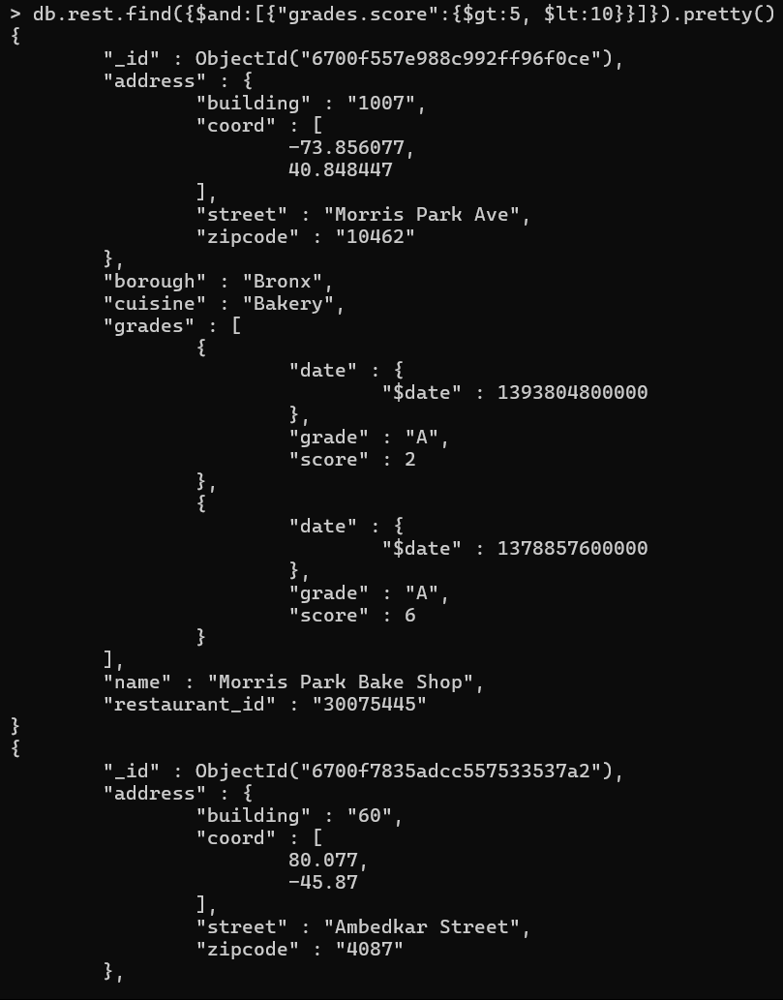 > db.rest.find({$and:[{"grades.score":{$gt:5, $lt:10}}]}).pretty()
{
        "_id" : ObjectId("6700f557e988c992ff96f0ce"),
        "address" : {
                "building" : "1007",
                "coord" : [
                        -73.856077,
                        40.848447
                ],
                "street" : "Morris Park Ave",
                "zipcode" : "10462"
        },
        "borough" : "Bronx",
        "cuisine" : "Bakery",
        "grades" : [
                {
                        "date" : {
                                "$date" : 1393804800000
                        },
                        "grade" : "A",
                        "score" : 2
                },
                {
                        "date" : {
                                "$date" : 1378857600000
                        },
                        "grade" : "A",
                        "score" : 6
                }
        ],
        "name" : "Morris Park Bake Shop",
        "restaurant_id" : "30075445"
}
{
        "_id" : ObjectId("6700f7835adcc557533537a2"),
        "address" : {
                "building" : "60",
                "coord" : [
                        80.077,
                        -45.87
                ],
                "street" : "Ambedkar Street",
                "zipcode" : "4087"
        },